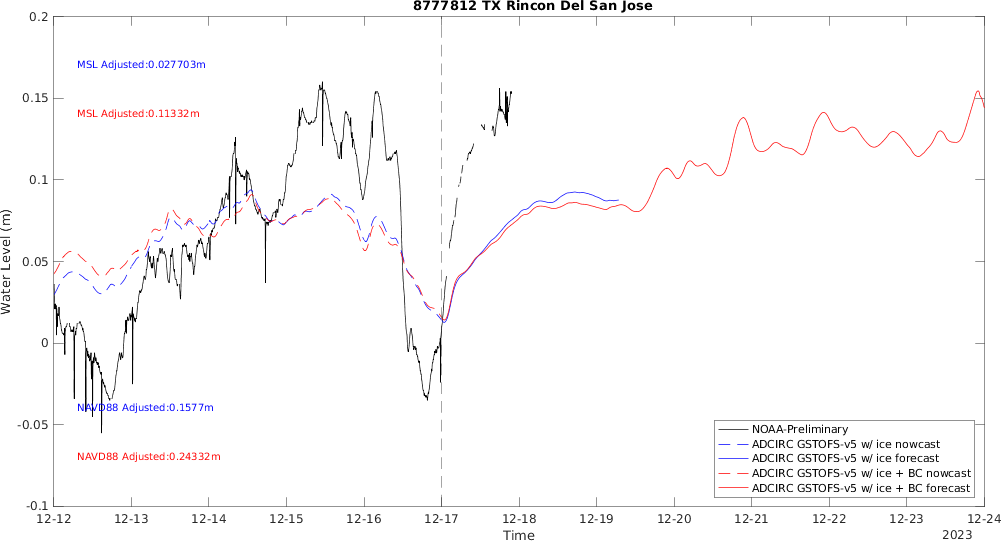 8777812 TX Rincon Del San Jose
0.2
0.15
0.1
0.05
0
-0.05
-0.1
Water Level (m)
MSL Adjusted:0.027703m
MSL Adjusted:0.11332m
NAVD88 Adjusted:0.1577m
NAVD88 Adjusted:0.24332m
NOAA-Preliminary
ADCIRC GSTOFS-v5 w/ ice nowcast
ADCIRC GSTOFS-v5 w/ ice forecast
ADCIRC GSTOFS-v5 w/ ice + BC nowcast
ADCIRC GSTOFS-v5 w/ ice + BC forecast
12-12 12-13 12-14 12-15 12-16 12-17 12-18 12-19 12-20 12-21 12-22 12-23 12-24
Time
2023